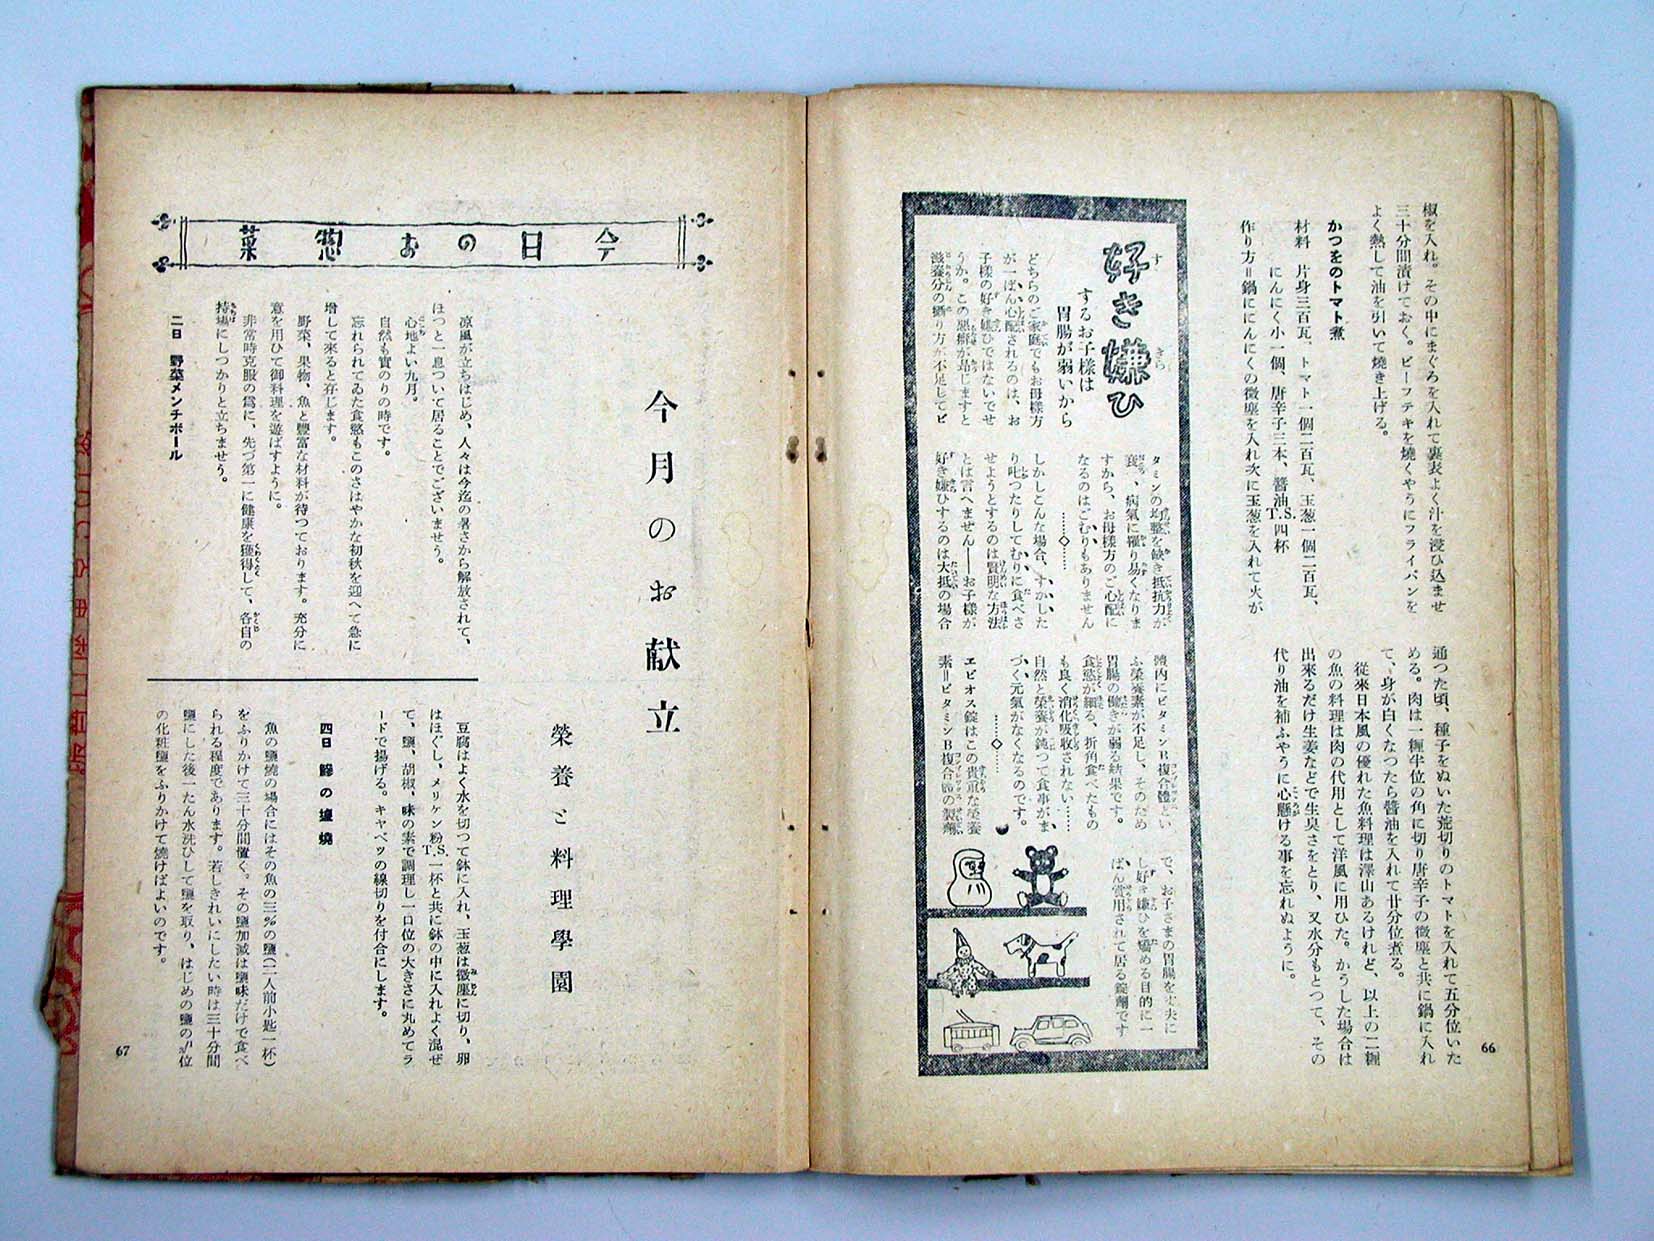 椒を入れ。その中にまぐろを入れて裏表よく汁を浸ひ込ませ
三十分間漬けておく。ビーフテキを燒くやうにフライパンを
よく熱して油を引いて燒き上げる。
かつをのトマト煮
材料　片身三百瓦、トマト一個二百瓦、玉葱一個二百瓦、
にんにく小一個、唐辛子三本、醬油T.S.四杯
作り方＝鍋ににんにくの微塵を入れ次に玉葱を入れて火が
通つた頃、種子をぬいた荒切りのトマトを入れて五分位いた
める。肉は一糎半位の角に切り唐辛子の微塵と共に鍋に入れ
て、身が白くなつたら醬油を入れて廿分位煮る。
從來日本風の優れた魚料理は澤山あるけれど、以上の二種
の魚の料理は肉の代用として洋風に用ひた。かうした場合は
出來るだけ生姜などで生臭さをとり、又水分もとつて、その
代り油を補ふやうに心懸ける事を忘れぬように。
66
好き嫌ひ
するお子樣は
胃腸が弱いから
どちらのご家庭でもお母樣方
が一ばん心配されるのは、お
子樣の好き嫌ひではないでせ
うか。この惡癖が昂じますと
滋養分の攝り方が不足してビ
タミンの均整を缺き抵抗力が
衰へ、病氣に罹り易くなりま
すから、お母樣方のご心配に
なるのはごむりもありません
……◇……
しかしこんな場合、すかした
り叱つたりしてむりに食べさ
せようとするのは賢明な方法
とは言へません——お子樣が
好き嫌ひするのは大抵の場合
體内にビタミンB複合體とい
ふ榮養素が不足し、そのため
胃腸の働きが弱る結果です。
食慾が細る、折角食べたもの
も良く消化吸收されない……
自然と榮養が鈍つて食事がま
づく、元氣がなくなるのです。
……◇……
エビオス錠はこの貴重な榮養
素＝ビタミンB複合體の製劑
で、お子さまの胃腸を丈夫に
し好き嫌ひを矯める目的に一
ばん賞用されて居る錠劑です
今日のお惣菜
今月のお献立
榮養と料理學園
涼風が立ちはじめ、人々は今迄の暑さから解放されて、
ほつと一息ついて居ることでございませう。
心地よい九月。
自然も實のりの時です。
忘れられてゐた食慾もこのさはやかな初秋を迎へて急に
增して來ると存じます。
野菜、果物、魚と豐富な材料が待つております。充分に
意を用ひて御料理を遊ばすように。
非常時克服の爲に、先づ第一に健康を獲得して、各自の
持場にしつかりと立ちませう。
二日　野菜メンチボール
豆腐はよく水を切つて鉢に入れ、玉葱は微塵に切り、卵
はほぐし、メリケン粉T.S.一杯と共に鉢の中に入れよく混ぜ
て、鹽、胡椒、味の素で調理し一口位の大きさに丸めてラ
ードで揚げる。キャベツの線切りを付合にします。
四日　鰺の鹽燒
魚の鹽燒の場合にはその魚の三％の鹽（二人前小匙一杯）
をふりかけて三十分間置く。その鹽加減は鹽味だけで食べ
られる程度であります。若しきれいにしたい時は三十分間
鹽にした後一たん水洗ひして鹽を取り、はじめの鹽の位
の化粧鹽をふりかけて燒けばよいのです。
67